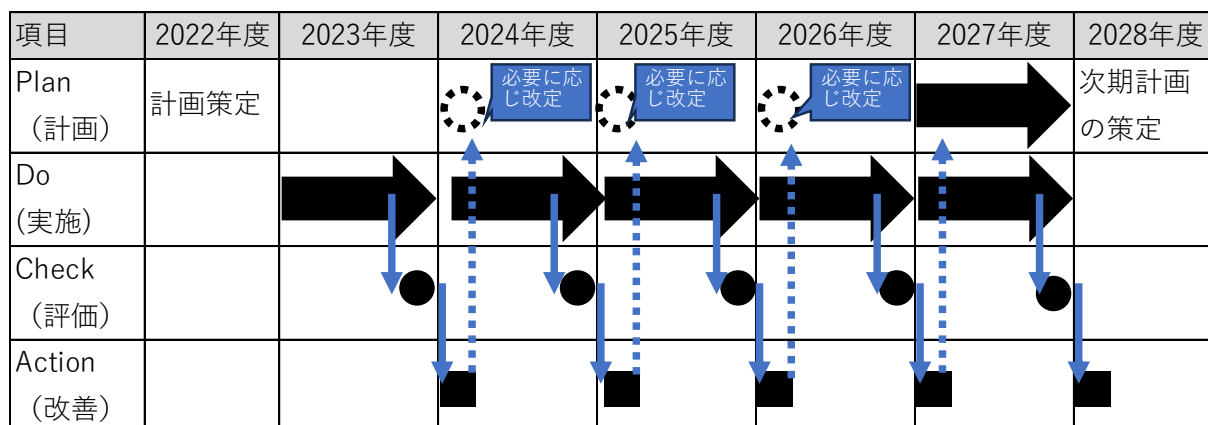 項目 2022年度 2023年度 2024年度 2025年度 2026年度 2027年度 2028年度
Plan
（計画）
計画策定
必要に応
じ改定
必要に応
じ改定
必要に応
じ改定
次期計画
の策定
Do
(実施)
Check
（評価）
Action
（改善）